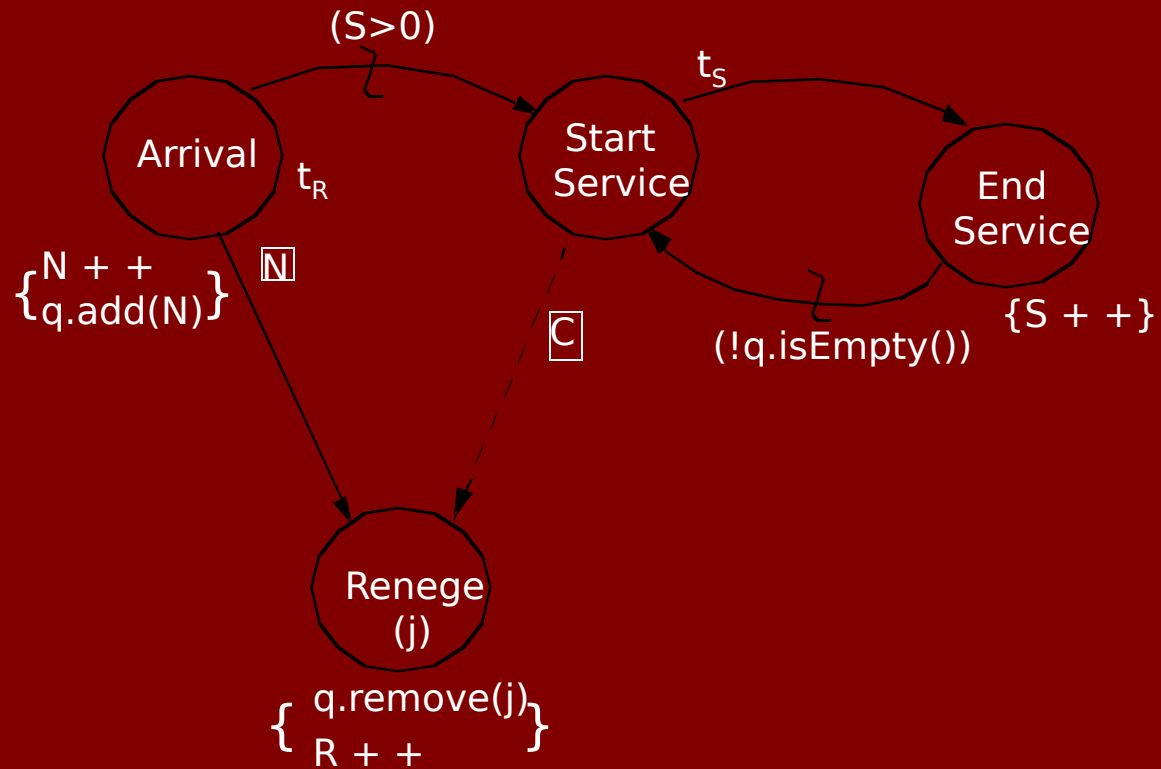 (S>0)
t_S
Arrival
t_R
Start
Service
End
Service
N
{N + +
q.add(N)}
C
(!q.isEmpty())
{S + +}
Renege
(j)
{ q.remove(j) }
R + +